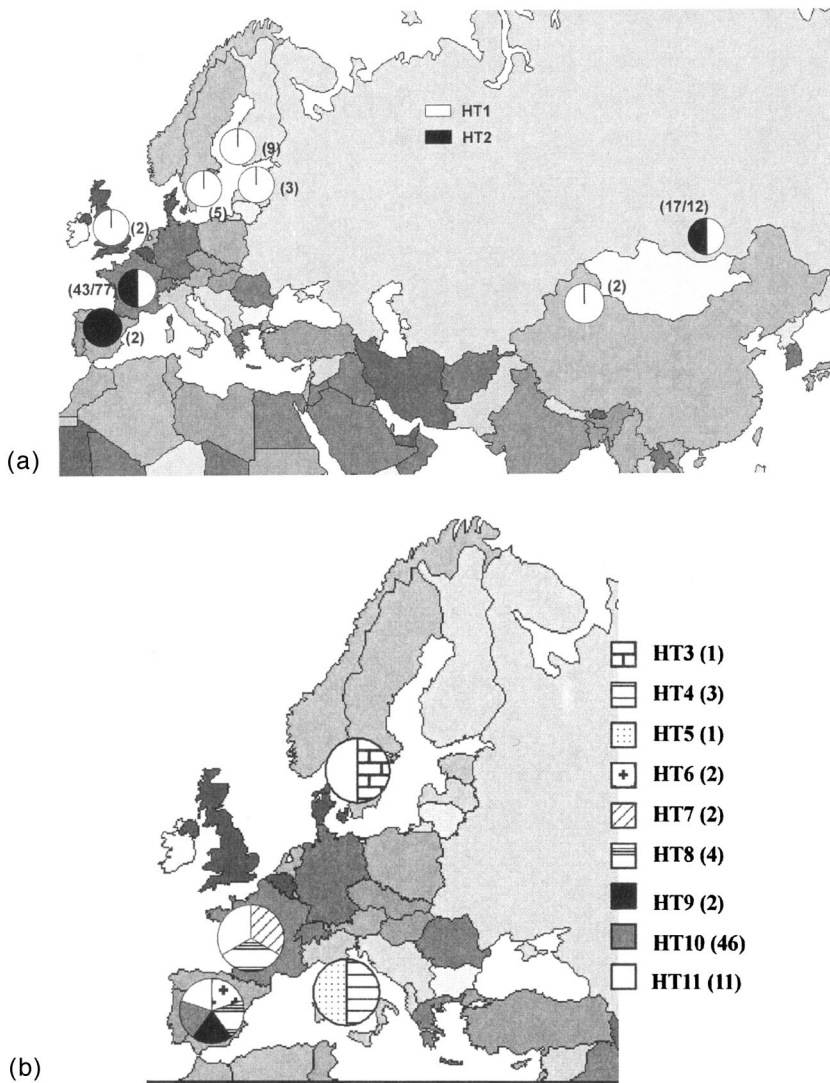 HT1
HT2
(9)
(3)
(5)
(2)
(17/12)
(2)
(43/77)
(2)
(a)
HT3 (1)
HT4 (3)
HT5 (1)
HT6 (2)
HT7 (2)
HT8 (4)
HT9 (2)
HT10 (46)
HT11 (11)
(b)